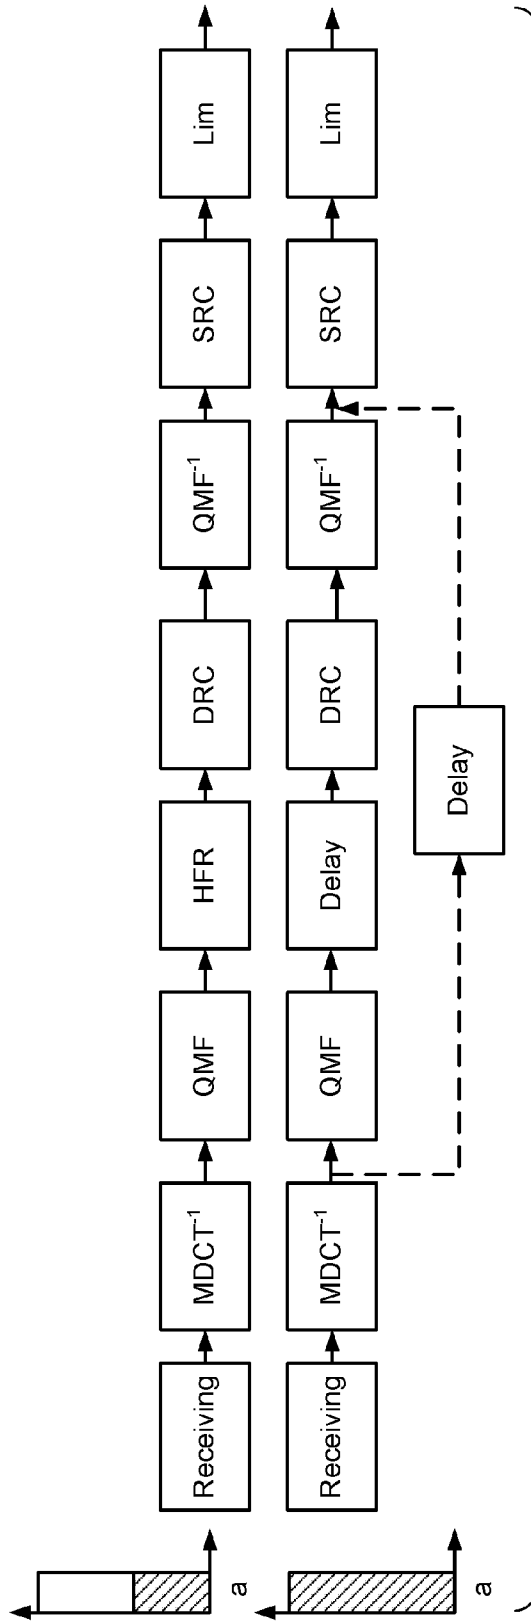 a
Receiving
MDCT⁻¹
QMF
HFR
DRC
QMF⁻¹
SRC
Lim
a
Receiving
MDCT⁻¹
QMF
Delay
DRC
QMF⁻¹
SRC
Lim
Delay